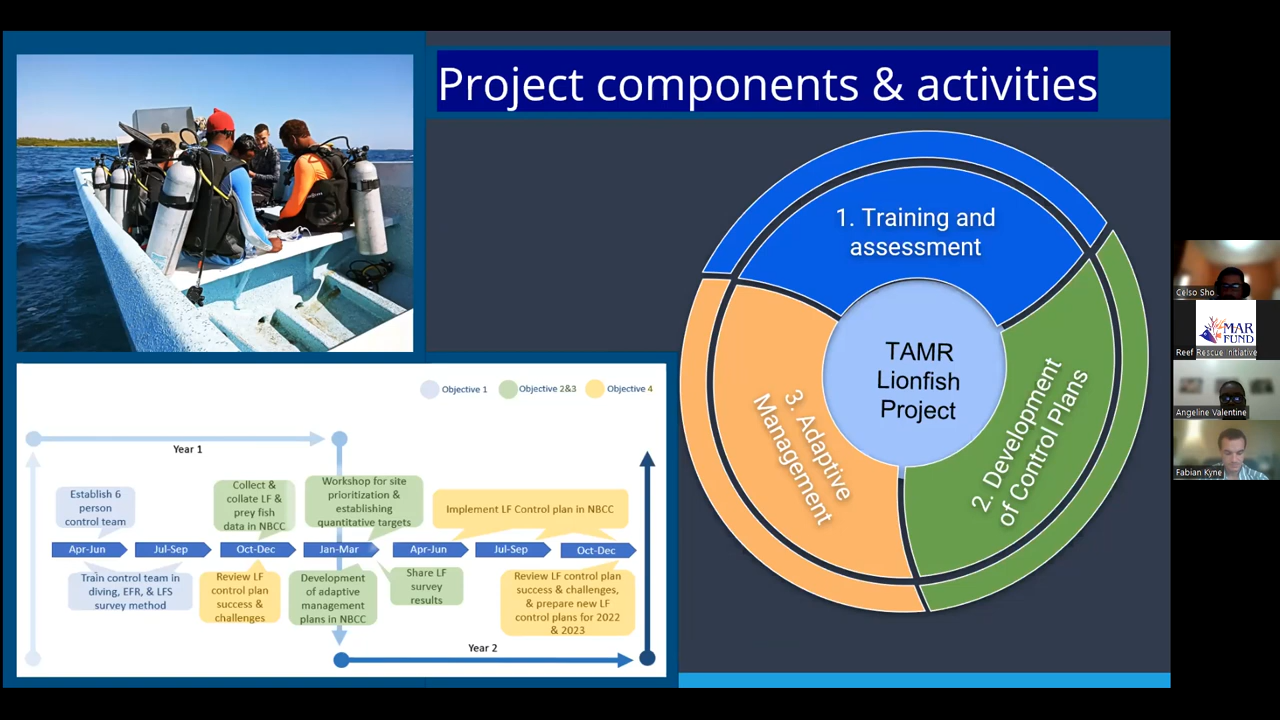 Project components & activities
1. Training and
assessment
TAMR
Lionfish
Project
2. Development
of Control Plans
3. Adaptive
Management
Objective 1
Objective 2&3
Objective 4
Year 1
Establish 6
person
control team
Collect &
collate LF &
prey fish
data in NBCC
Workshop for site
prioritization &
establishing
quantitative targets
Implement LF Control plan in NBCC
Apr-Jun
Jul-Sep
Oct-Dec
Jan-Mar
Apr-Jun
Jul-Sep
Oct-Dec
Train control team in
diving, EFR, & LFS
survey method
Review LF
control plan
success &
challenges
Development
of adaptive
management
plans in NBCC
Share LF
survey
results
Review LF control plan
success & challenges,
& prepare new LF
control plans for 2022
& 2023
Year 2
Celso Sho...
MAR
FUND
Reef Rescue Initiative
Angeline Valentine
Fabian Kyne